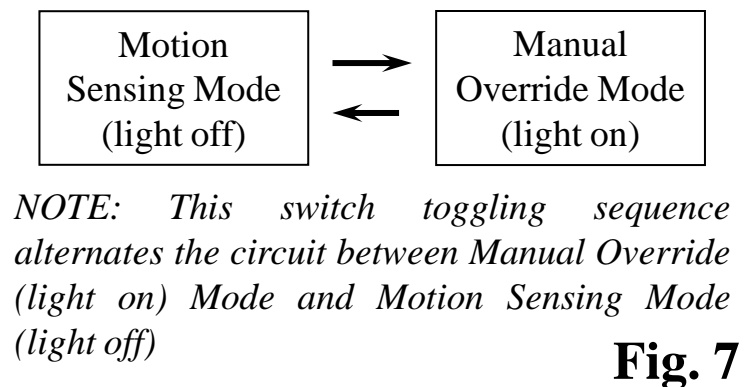 Motion
Sensing Mode
(light off)
Manual
Override Mode
(light on)
NOTE: This switch toggling sequence
alternates the circuit between Manual Override
(light on) Mode and Motion Sensing Mode
(light off)
Fig. 7